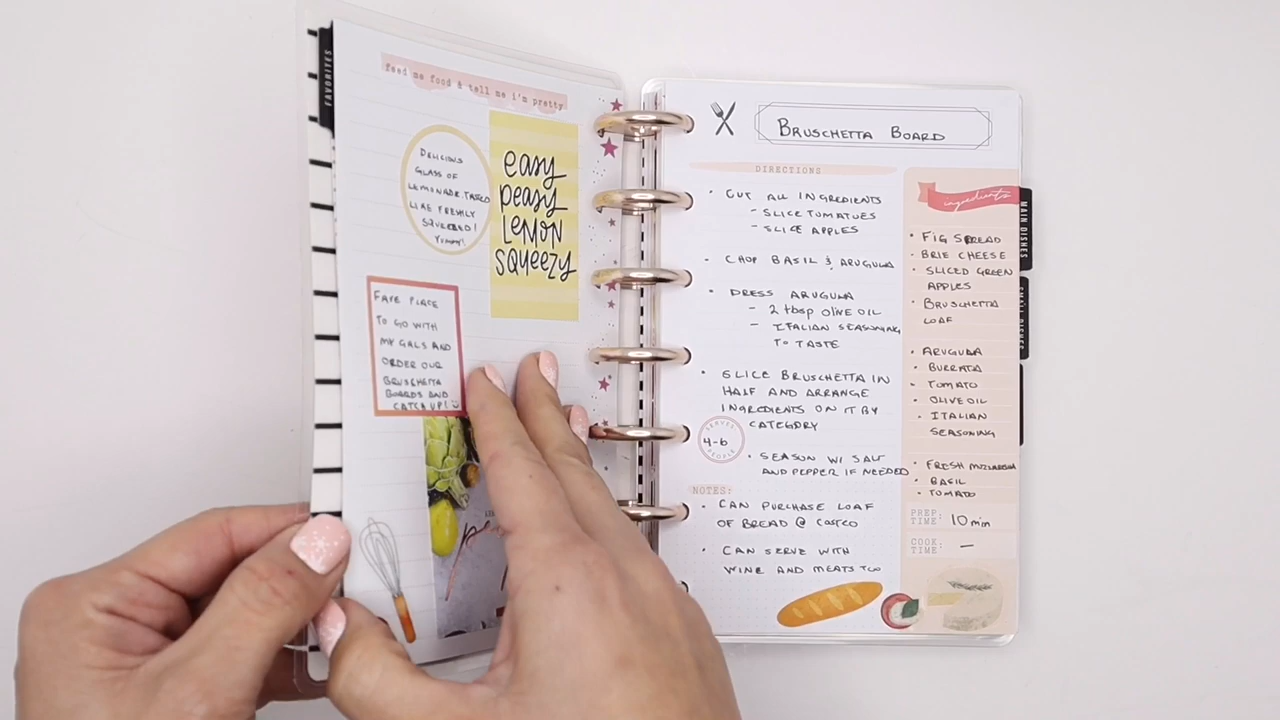 FAVORITES
feed me food & tell me i'm pretty
DELICIOUS
GLASS OF
LEMONADE. TASTED
LIKE FRESHLY
SQUEEZED!
YUMMY!
easy
peasy
LEMON
SQUEEZY
FAVE PLACE
TO GO WITH
MY GALS AND
ORDER OUR
BRUSCHETTA
BOARDS AND
CATCH UP!
BRUSCHETTA BOARD
DIRECTIONS
• CUT ALL INGREDIENTS
- SLICE TOMATOES
- SLICE APPLES
• CHOP BASIL & ARUGULA
• DRESS ARUGULA
- 2 tbsp OLIVE OIL
- ITALIAN SEASONING
TO TASTE
• SLICE BRUSCHETTA IN
HALF AND ARRANGE
INGREDIENTS ON IT BY
CATEGORY
SERVES
4-6
PEOPLE
• SEASON W/ SALT
AND PEPPER IF NEEDED
NOTES:
• CAN PURCHASE LOAF
OF BREAD @ COSTCO
• CAN SERVE WITH
WINE AND MEATS TOO
ingredients
• FIG SPREAD
• BRIE CHEESE
• SLICED GREEN
APPLES
• BRUSCHETTA
LOAF
• ARUGULA
• BURRATA
• TOMATO
• OLIVE OIL
• ITALIAN
SEASONING
• FRESH MOZZARELLA
• BASIL
• TOMATO
PREP TIME: 10 min
COOK TIME: —
MAIN DISHES
DISHES